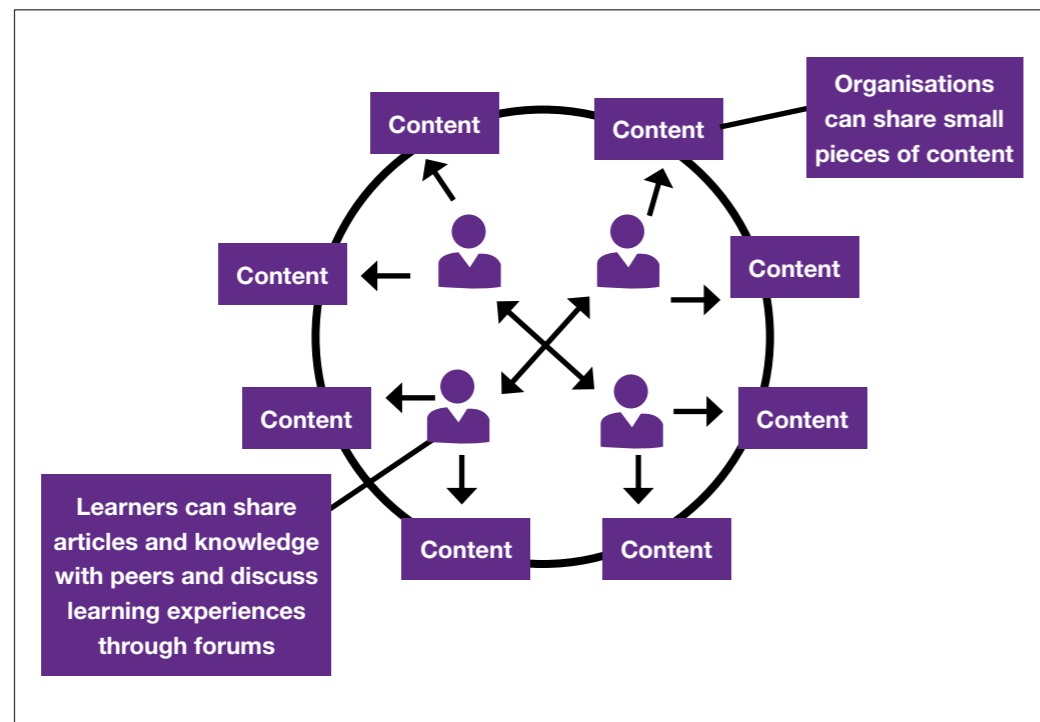 Content
Content
Organisations
can share small
pieces of content
Content
Content
Content
Content
Learners can share
articles and knowledge
with peers and discuss
learning experiences
through forums
Content
Content